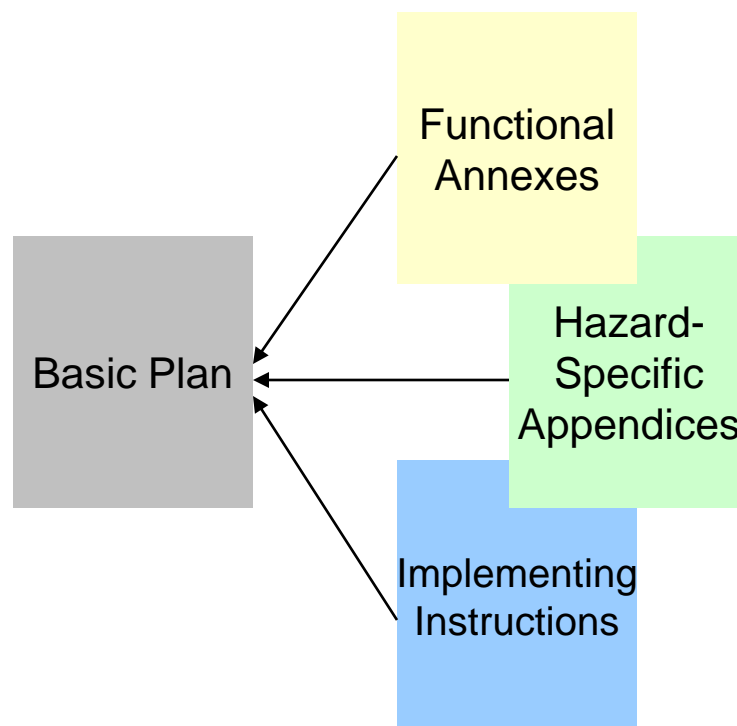 Functional
Annexes
Basic Plan
Hazard-
Specific
Appendices
Implementing
Instructions